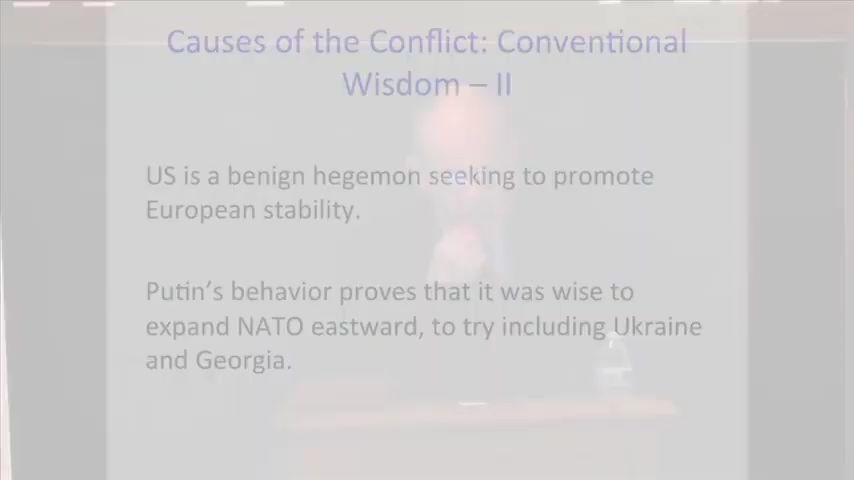 Causes of the Conflict: Conventional
Wisdom – II
US is a benign hegemon seeking to promote
European stability.
Putin's behavior proves that it was wise to
expand NATO eastward, to try including Ukraine
and Georgia.